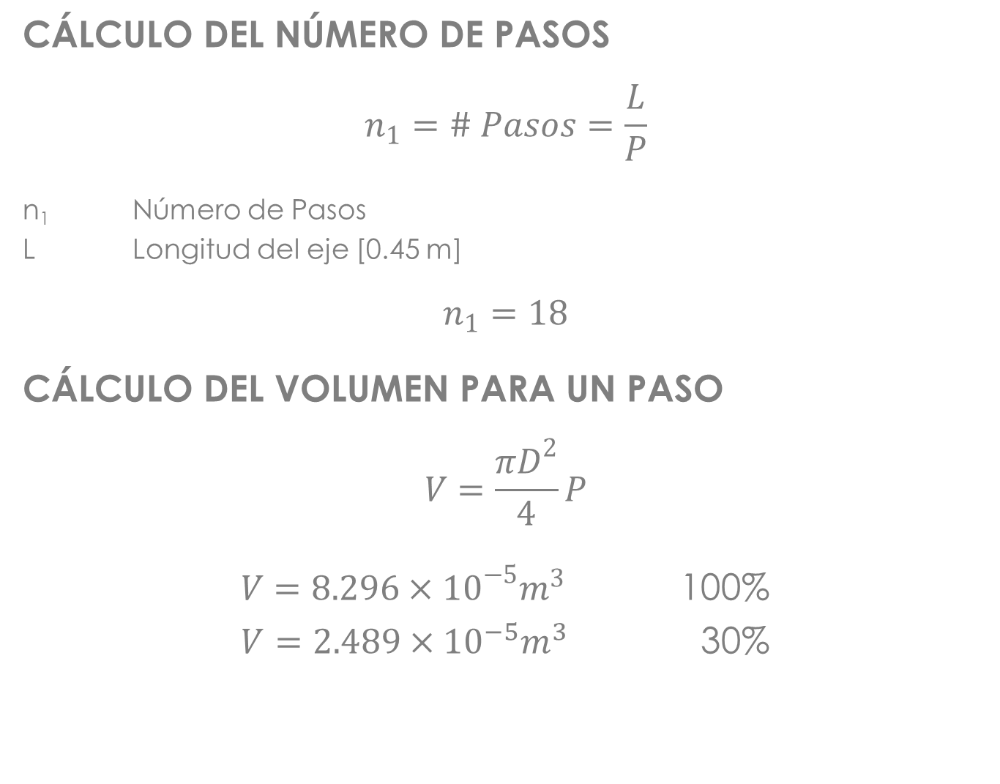 CÁLCULO DEL NÚMERO DE PASOS
n₁ = # Pasos = L/P
n₁ Número de Pasos
L Longitud del eje [0.45 m]
n₁ = 18
CÁLCULO DEL VOLUMEN PARA UN PASO
V = πD²/4 P
V = 8.296 × 10⁻⁵m³ 100%
V = 2.489 × 10⁻⁵m³ 30%